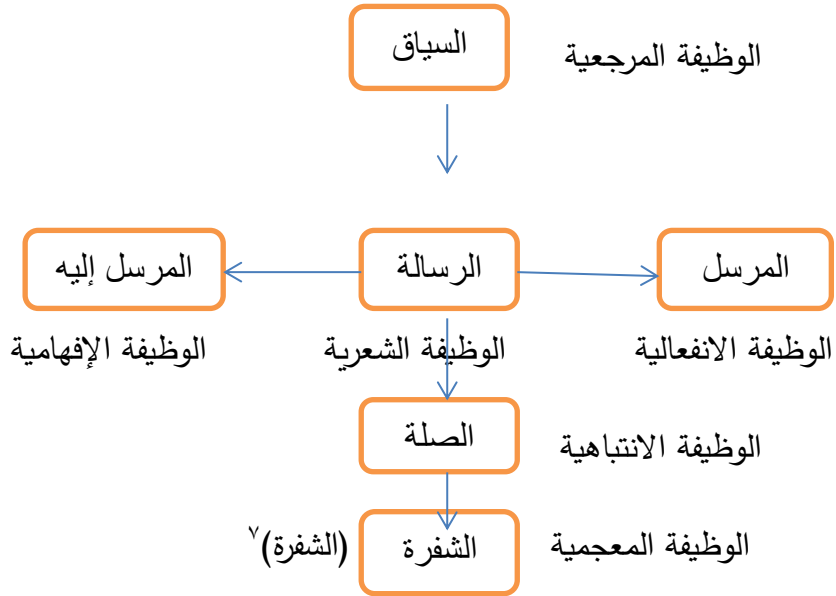 السياق
الوظيفة المرجعية
المرسل
الرسالة
المرسل إليه
الوظيفة الانفعالية
الوظيفة الشعرية
الوظيفة الإفهامية
الصلة
الوظيفة الانتباهية
الوظيفة المعجمية
الشفرة
(الشفرة)٧